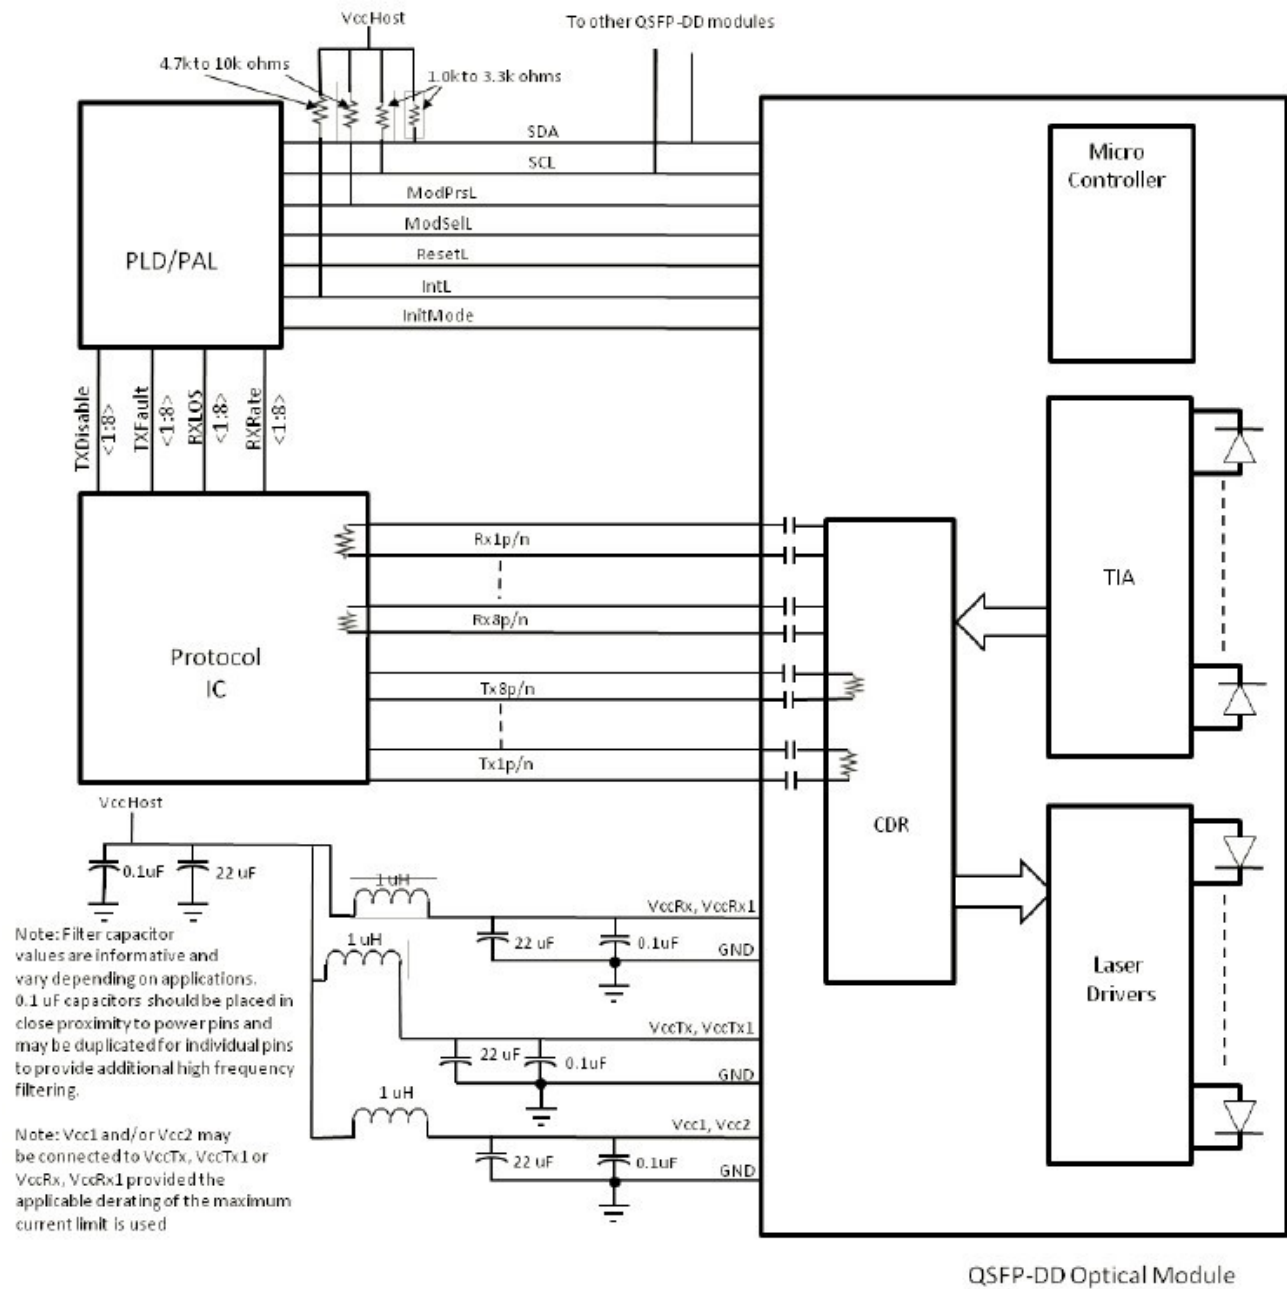 VccHost
To other QSFP-DD modules
4.7k to 10k ohms
1.0k to 3.3k ohms
SDA
SCL
ModPrsL
ModSelL
ResetL
IntL
InitMode
PLD/PAL
Micro
Controller
TXDisable
<1:8>
TXFault
<1:8>
RXLOS
<1:8>
RXRate
<1:8>
Rx1p/n
Rx8p/n
Tx8p/n
Tx1p/n
Protocol
IC
TIA
CDR
Laser
Drivers
VccHost
0.1uF
22 uF
1 uH
VccRx, VccRx1
22 uF
0.1uF
GND
1 uH
VccTx, VccTx1
22 uF
0.1uF
GND
1 uH
Vcc1, Vcc2
22 uF
0.1uF
GND
Note: Filter capacitor
values are informative and
vary depending on applications.
0.1 uF capacitors should be placed in
close proximity to power pins and
may be duplicated for individual pins
to provide additional high frequency
filtering.
Note: Vcc1 and/or Vcc2 may
be connected to VccTx, VccTx1 or
VccRx, VccRx1 provided the
applicable derating of the maximum
current limit is used
QSFP-DD Optical Module